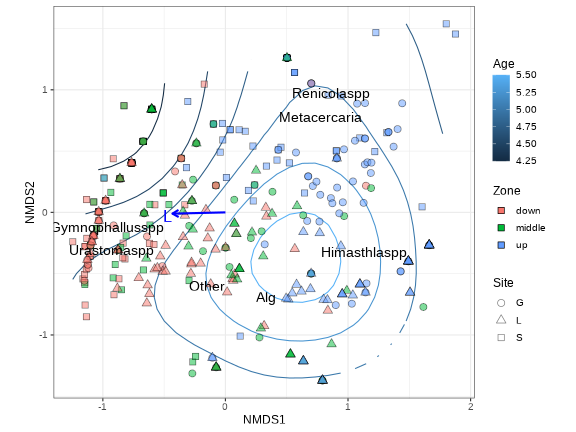 Renicolaspp
Metacercaria
L
Gymnophallusspp
Urastomaspp
Himasthlaspp
Other
Alg
1
0
-1
-1
0
1
2
NMDS1
NMDS2
Age
5.50
5.25
5.00
4.75
4.50
4.25
Zone
down
middle
up
Site
G
L
S